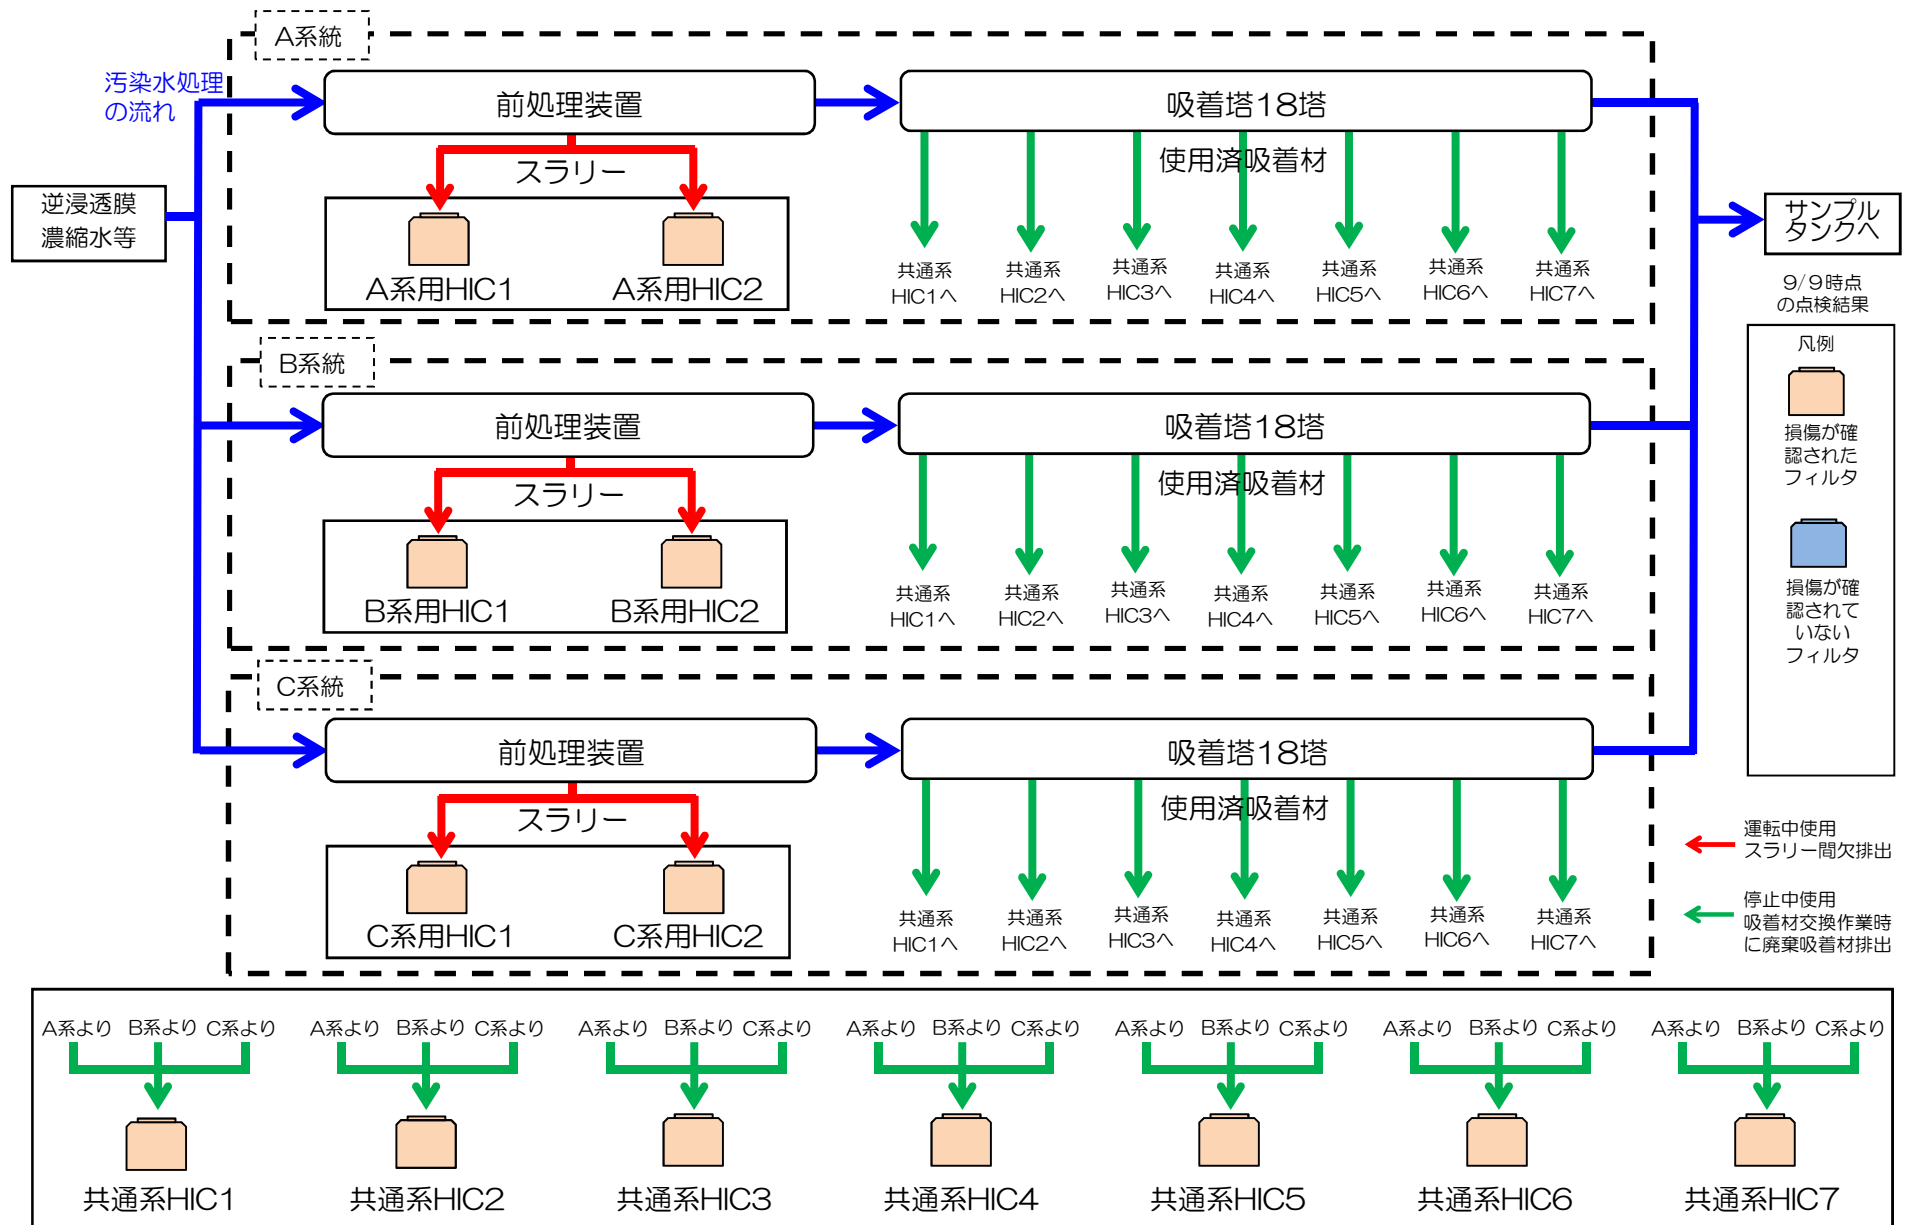 A系統
汚染水処理
の流れ
前処理装置
吸着塔18塔
スラリー
使用済吸着材
逆浸透膜
濃縮水等
A系用HIC1
A系用HIC2
共通系
HIC1へ
共通系
HIC2へ
共通系
HIC3へ
共通系
HIC4へ
共通系
HIC5へ
共通系
HIC6へ
共通系
HIC7へ
サンプル
タンクへ
9/9時点
の点検結果
凡例
損傷が確
認された
フィルタ
損傷が確
認されて
いない
フィルタ
B系統
前処理装置
吸着塔18塔
スラリー
使用済吸着材
B系用HIC1
B系用HIC2
共通系
HIC1へ
共通系
HIC2へ
共通系
HIC3へ
共通系
HIC4へ
共通系
HIC5へ
共通系
HIC6へ
共通系
HIC7へ
C系統
前処理装置
吸着塔18塔
スラリー
使用済吸着材
C系用HIC1
C系用HIC2
共通系
HIC1へ
共通系
HIC2へ
共通系
HIC3へ
共通系
HIC4へ
共通系
HIC5へ
共通系
HIC6へ
共通系
HIC7へ
運転中使用
スラリー間欠排出
停止中使用
吸着材交換作業時
に廃棄吸着材排出
A系より B系より C系より
A系より B系より C系より
A系より B系より C系より
A系より B系より C系より
A系より B系より C系より
A系より B系より C系より
A系より B系より C系より
共通系HIC1
共通系HIC2
共通系HIC3
共通系HIC4
共通系HIC5
共通系HIC6
共通系HIC7